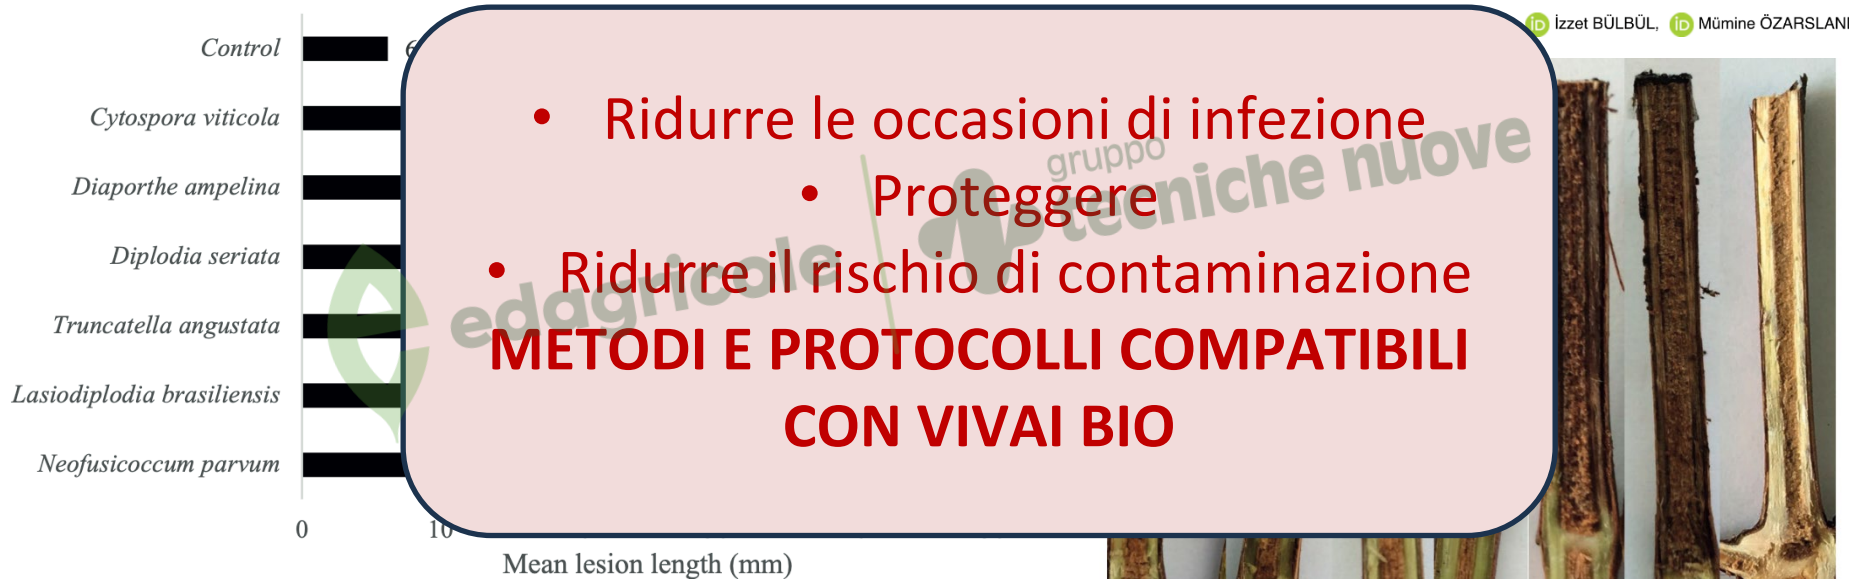 İzzet BÜLBÜL, Mümine ÖZARSLAND
Control 6
Cytospora viticola
Diaporthe ampelina
Diplodia seriata
Truncatella angustata
Lasiodiplodia brasiliensis
Neofusicoccum parvum
0 10
Mean lesion length (mm)
• Ridurre le occasioni di infezione
• Proteggere
• Ridurre il rischio di contaminazione
METODI E PROTOCOLLI COMPATIBILI
CON VIVAI BIO
edagricole
gruppo
tecniche nuove